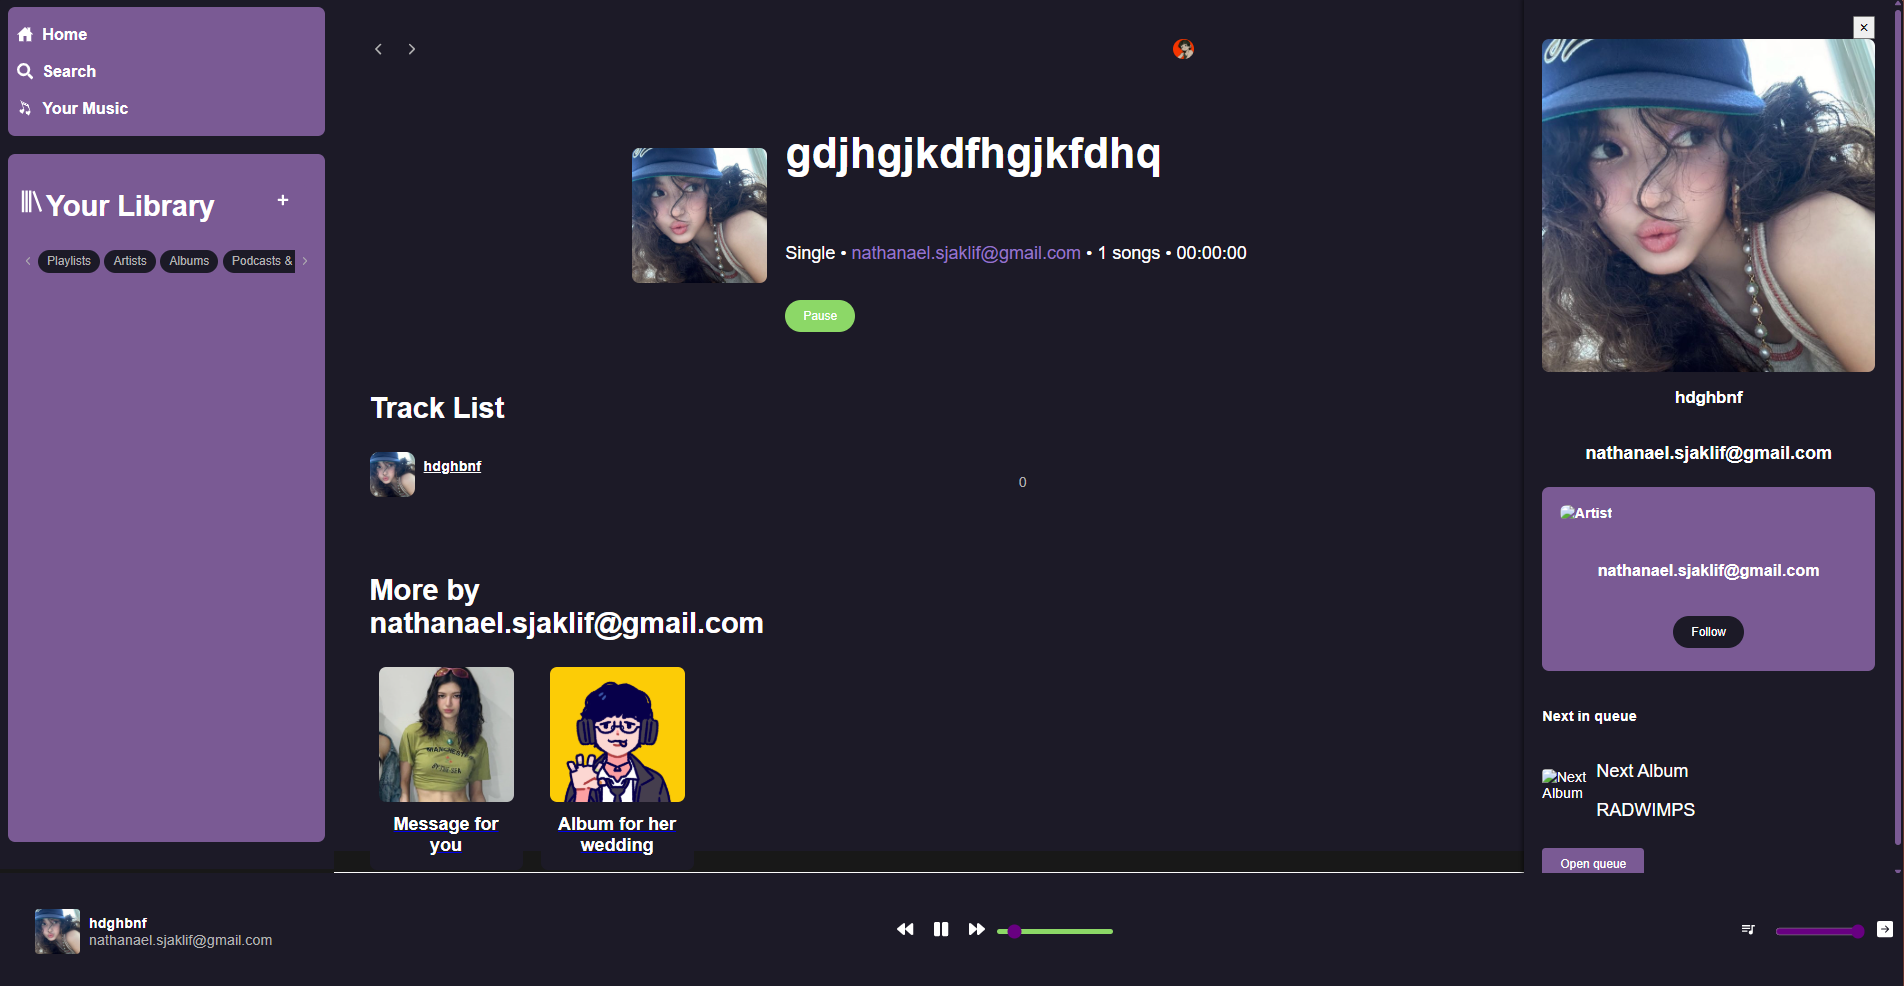 Home
Search
Your Music
Your Library
+
Playlists
Artists
Albums
Podcasts &
gdjhgjkdfhgjkfdhq
Single • nathanael.sjaklif@gmail.com • 1 songs • 00:00:00
Pause
Track List
hdghbnf
0
More by
nathanael.sjaklif@gmail.com
Message for
you
Album for her
wedding
×
hdghbnf
nathanael.sjaklif@gmail.com
Artist
nathanael.sjaklif@gmail.com
Follow
Next in queue
Next
Album
Next Album
RADWIMPS
Open queue
hdghbnf
nathanael.sjaklif@gmail.com